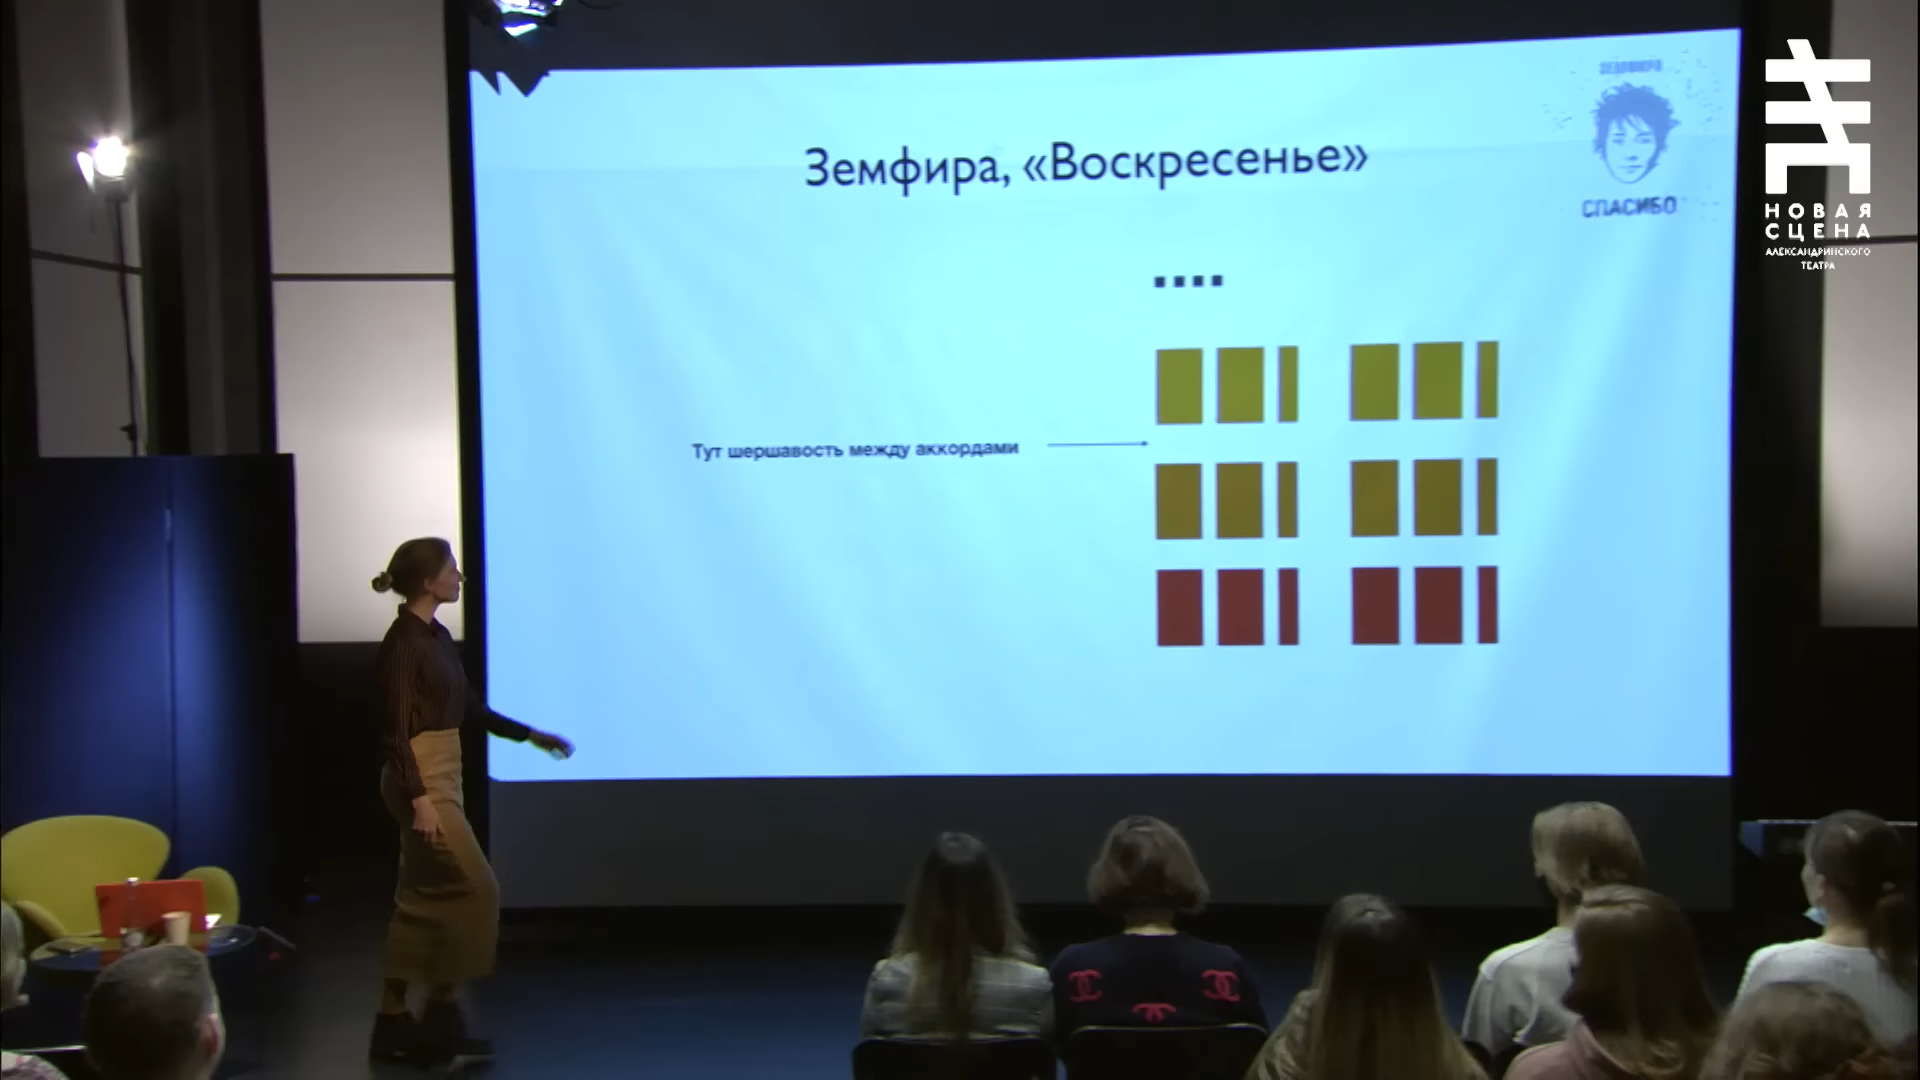 ЗЕМФИРА
Земфира, «Воскресенье»
СПАСИБО
Тут шершавость между аккордами
НОВАЯ
СЦЕНА
АЛЕКСАНДРИНСКОГО
ТЕАТРА